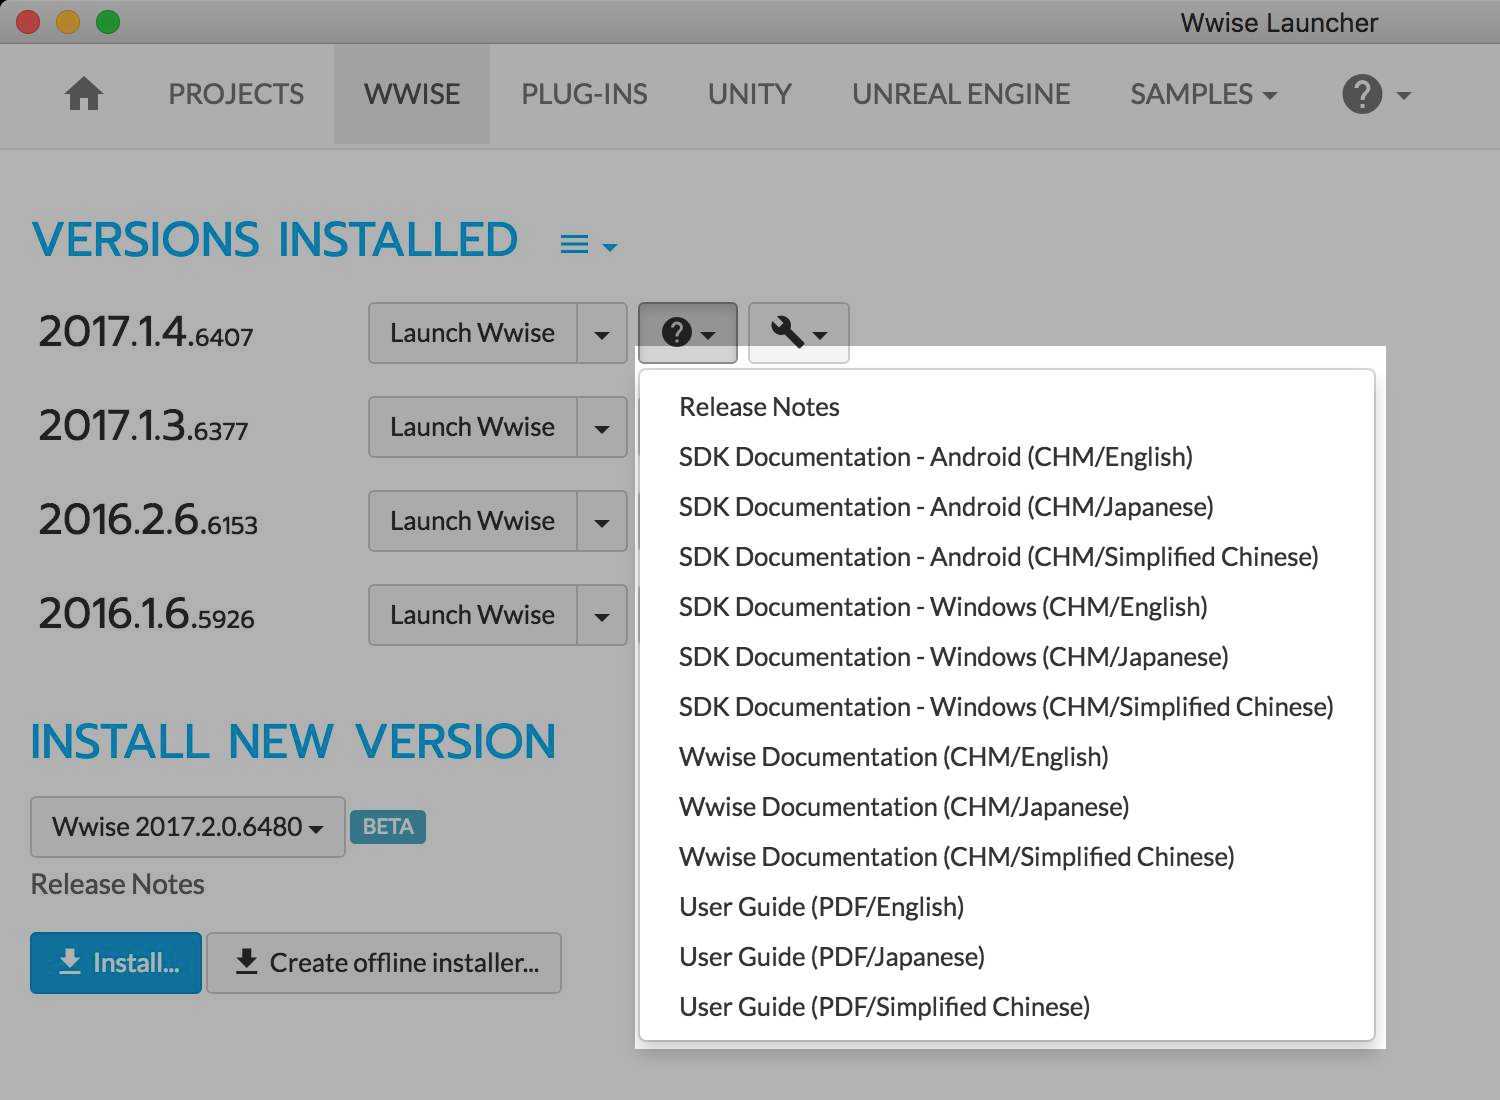 Wwise Launcher
PROJECTS WWISE PLUG-INS UNITY UNREAL ENGINE SAMPLES
VERSIONS INSTALLED
2017.1.4.6407 Launch Wwise
2017.1.3.6377 Launch Wwise
2016.2.6.6153 Launch Wwise
2016.1.6.5926 Launch Wwise
Release Notes
SDK Documentation - Android (CHM/English)
SDK Documentation - Android (CHM/Japanese)
SDK Documentation - Android (CHM/Simplified Chinese)
SDK Documentation - Windows (CHM/English)
SDK Documentation - Windows (CHM/Japanese)
SDK Documentation - Windows (CHM/Simplified Chinese)
Wwise Documentation (CHM/English)
Wwise Documentation (CHM/Japanese)
Wwise Documentation (CHM/Simplified Chinese)
User Guide (PDF/English)
User Guide (PDF/Japanese)
User Guide (PDF/Simplified Chinese)
INSTALL NEW VERSION
Wwise 2017.2.0.6480 BETA
Release Notes
Install... Create offline installer...